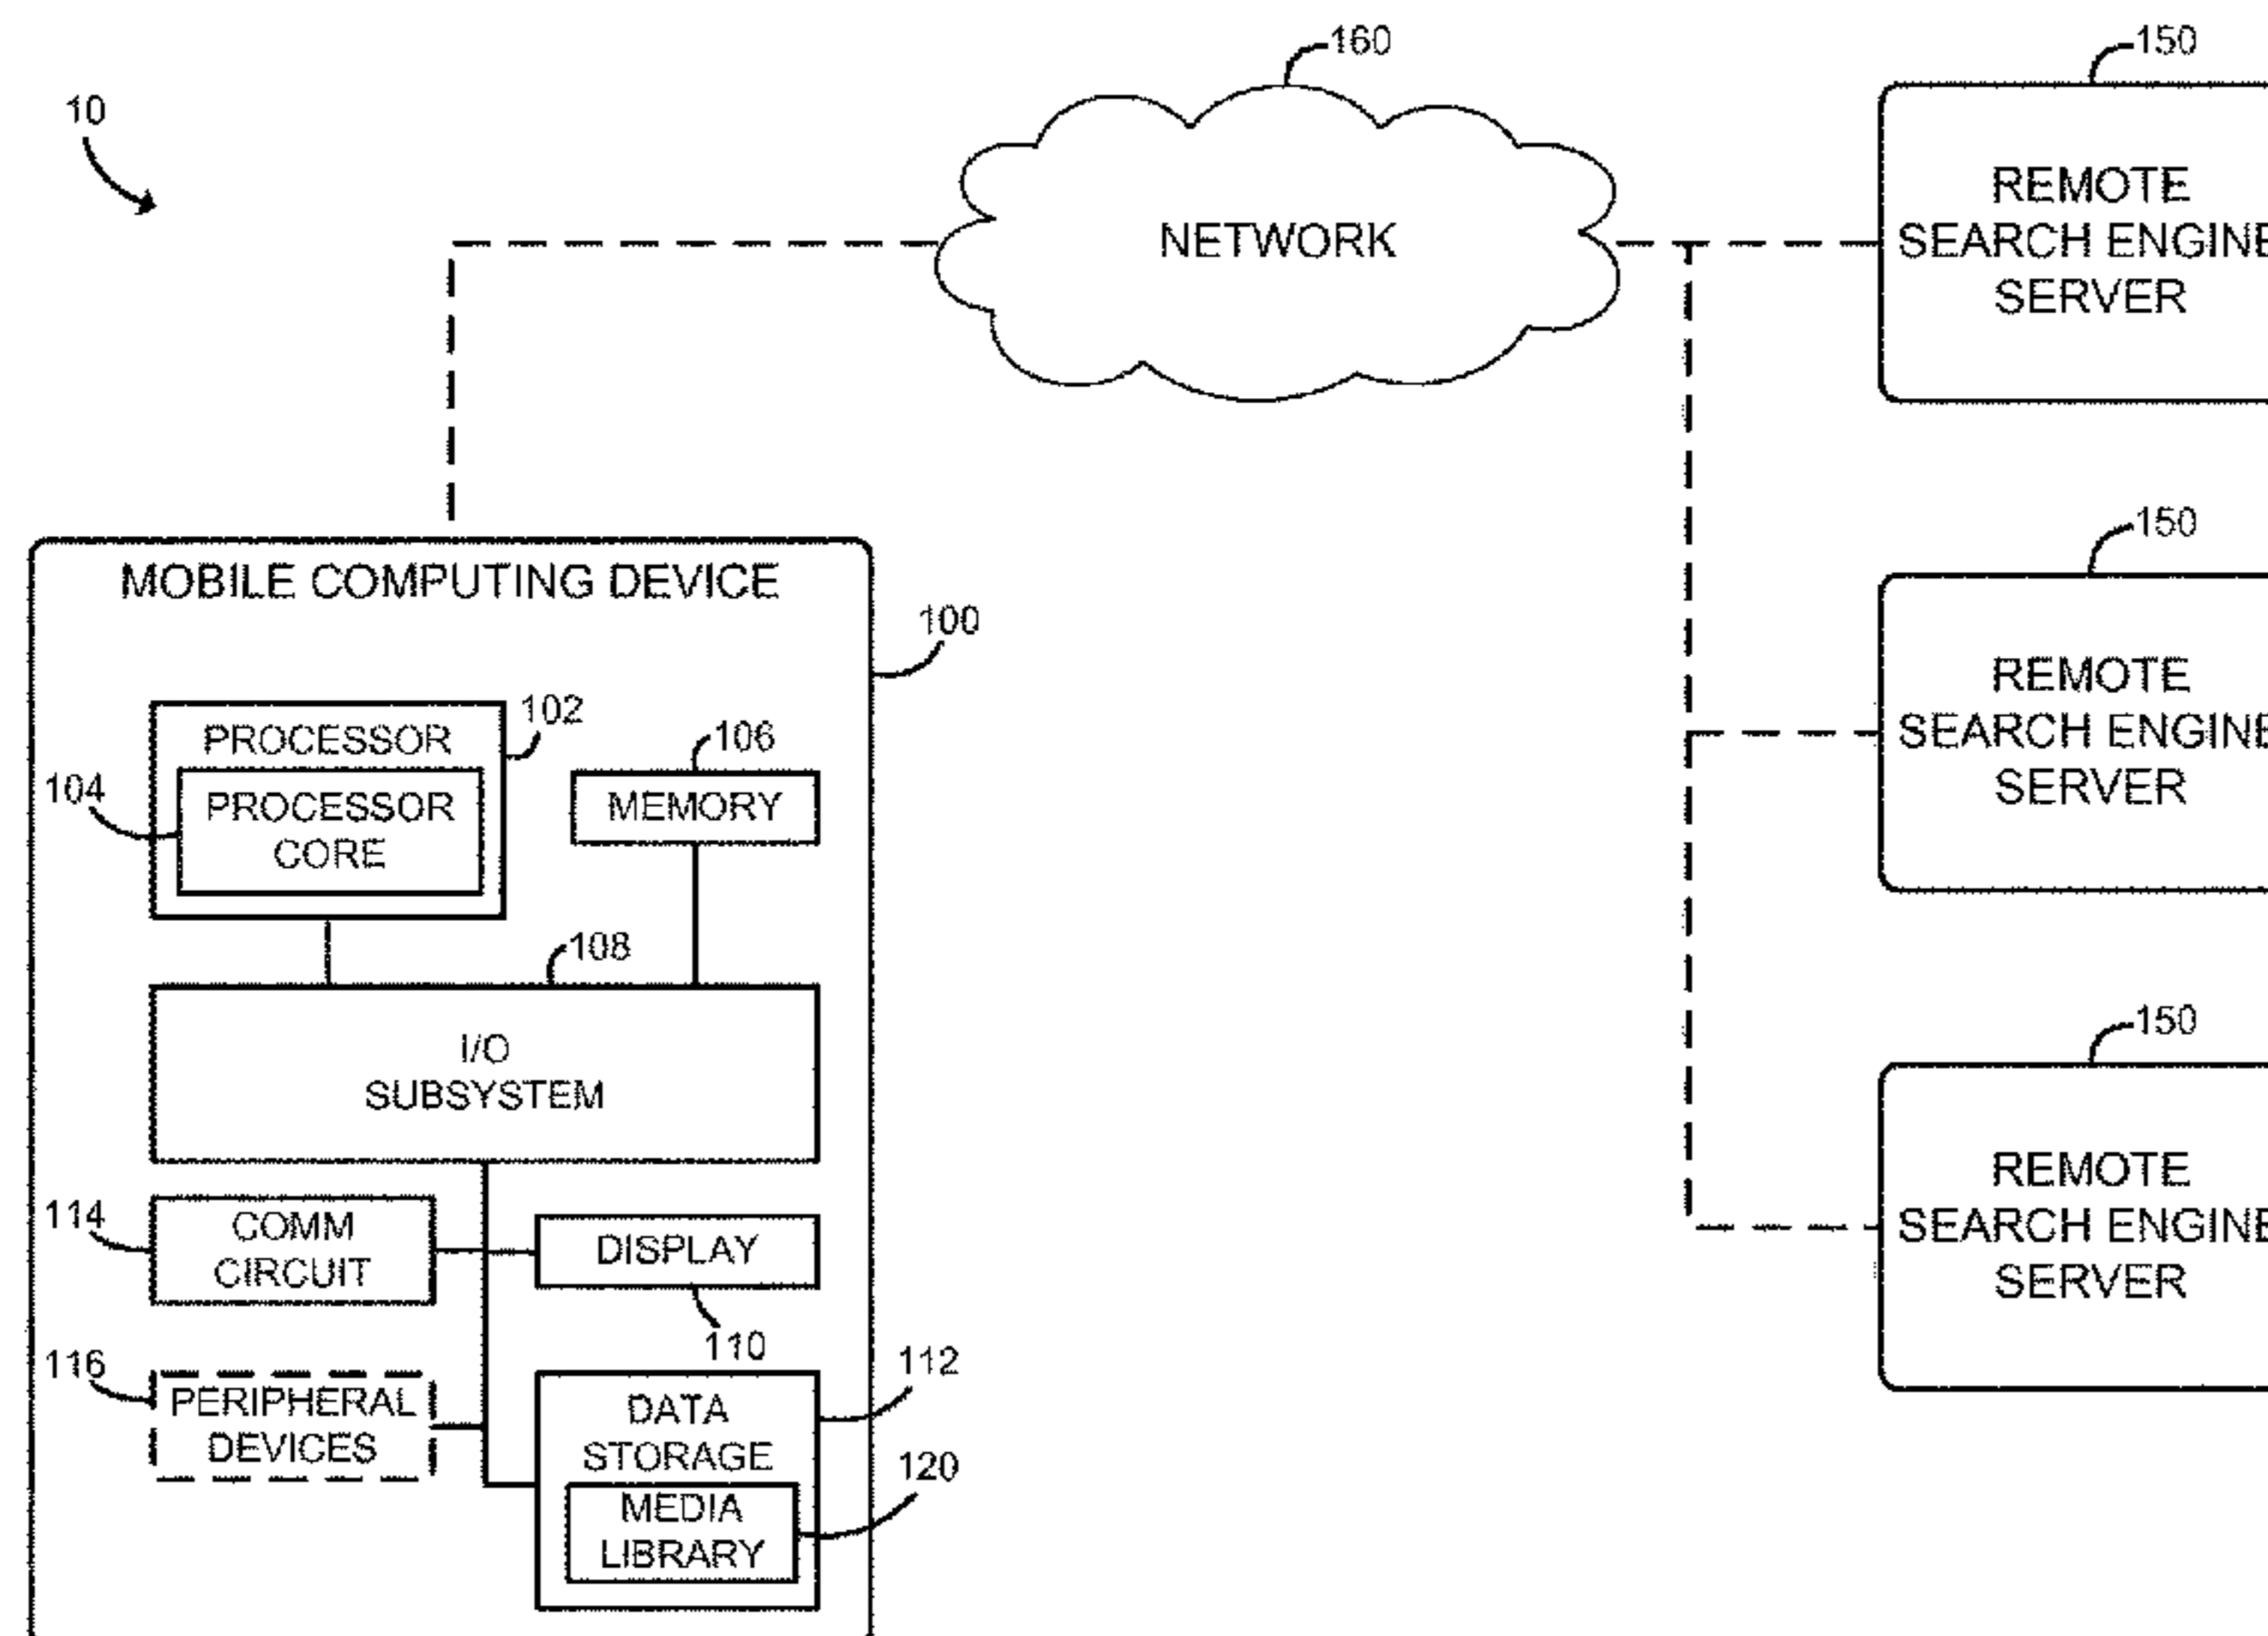 160
150
10
REMOTE
SEARCH ENGINE
SERVER
NETWORK
150
MOBILE COMPUTING DEVICE
100
REMOTE
SEARCH ENGINE
SERVER
102
PROCESSOR
106
104
PROCESSOR
CORE
MEMORY
108
150
I/O
SUBSYSTEM
REMOTE
SEARCH ENGINE
SERVER
114
COMM
CIRCUIT
DISPLAY
110
112
116
PERIPHERAL
DEVICES
DATA
STORAGE
120
MEDIA
LIBRARY